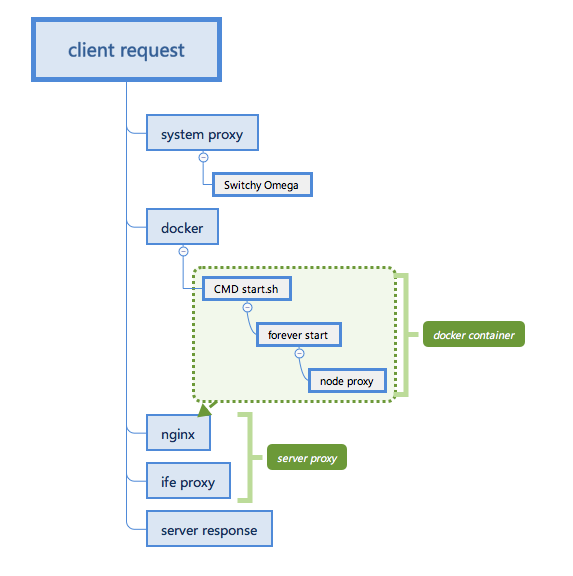 client request
system proxy
Switchy Omega
docker
CMD start.sh
forever start
docker container
node proxy
nginx
server proxy
ife proxy
server response